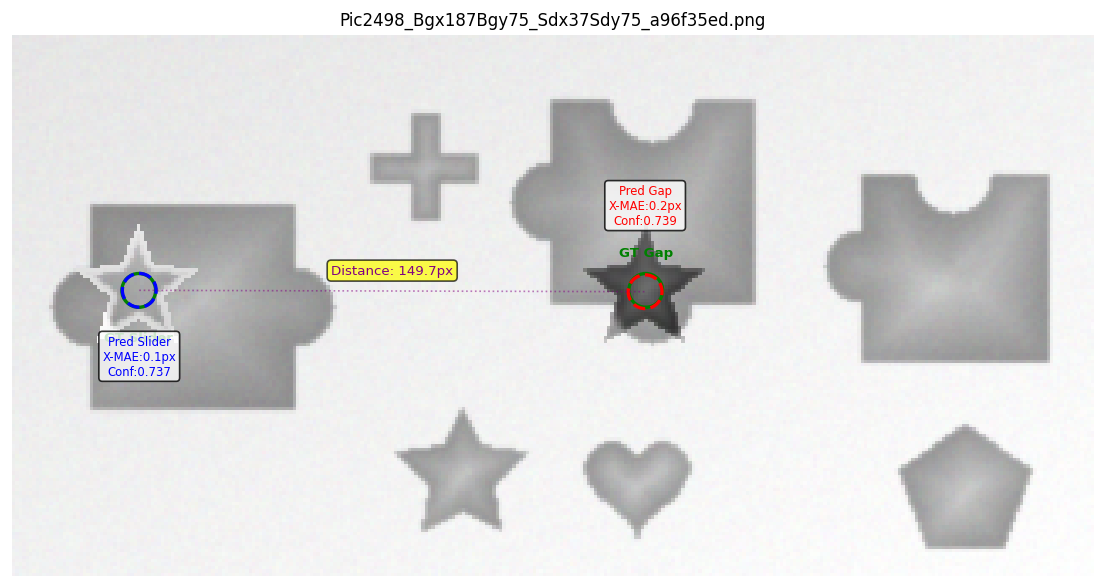 Pic2498_Bgx187Bgy75_Sdx37Sdy75_a96f35ed.png
Pred Gap
X-MAE:0.2px
Conf:0.739
GT Gap
Distance: 149.7px
Pred Slider
X-MAE:0.1px
Conf:0.737